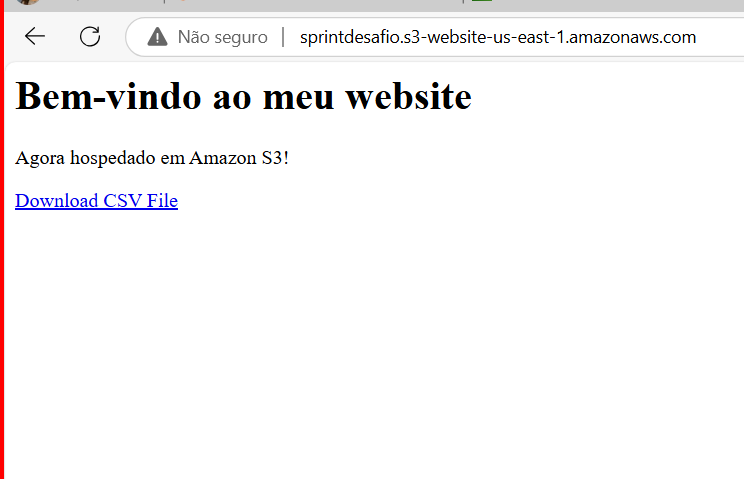 Não seguro | sprintdesafio.s3-website-us-east-1.amazonaws.com
Bem-vindo ao meu website
Agora hospedado em Amazon S3!
Download CSV File